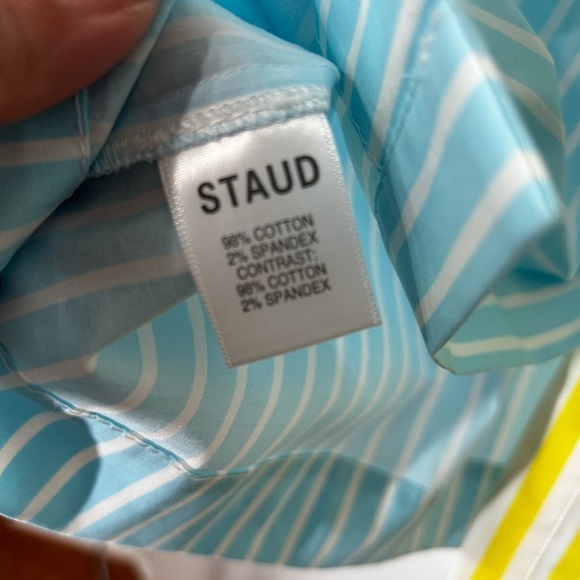 STAUD
98% COTTON
2% SPANDEX
CONTRAST:
98% COTTON
2% SPANDEX